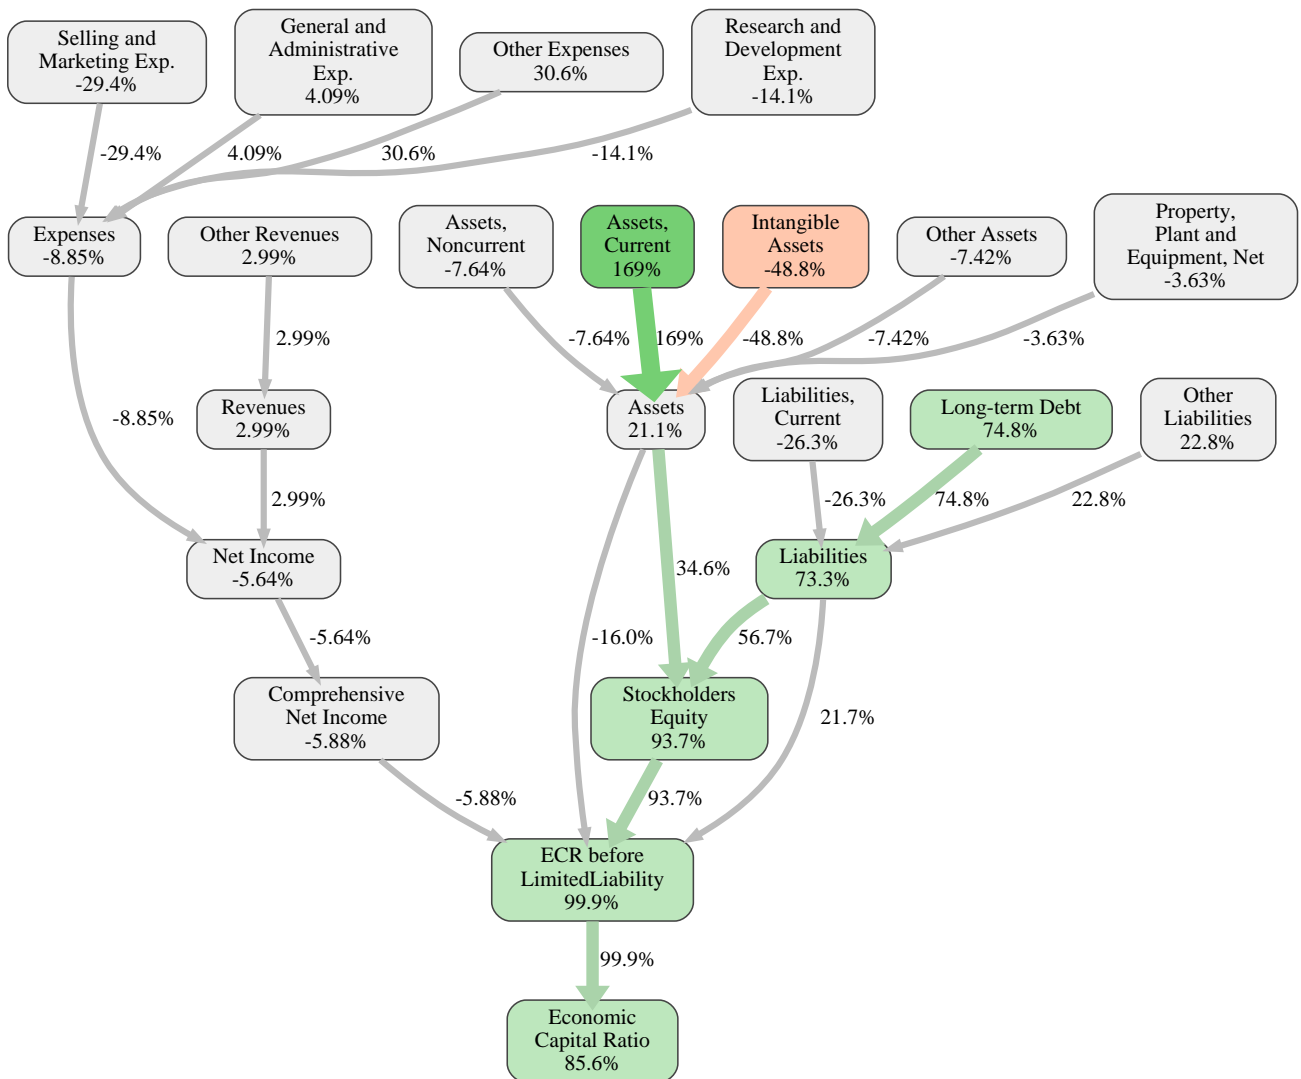 Selling and
Marketing Exp.
-29.4%
General and
Administrative
Exp.
4.09%
Other Expenses
30.6%
Research and
Development
Exp.
-14.1%
-29.4%
4.09%
30.6%
-14.1%
Expenses
-8.85%
Other Revenues
2.99%
Assets,
Noncurrent
-7.64%
Assets,
Current
169%
Intangible
Assets
-48.8%
Other Assets
-7.42%
Property,
Plant and
Equipment, Net
-3.63%
2.99%
-7.64%
169%
-48.8%
-7.42%
-3.63%
-8.85%
Revenues
2.99%
Assets
21.1%
Liabilities,
Current
-26.3%
Long-term Debt
74.8%
Other
Liabilities
22.8%
2.99%
-26.3%
74.8%
22.8%
Net Income
-5.64%
34.6%
Liabilities
73.3%
-5.64%
-16.0%
56.7%
Comprehensive
Net Income
-5.88%
Stockholders
Equity
93.7%
21.7%
-5.88%
93.7%
ECR before
LimitedLiability
99.9%
99.9%
Economic
Capital Ratio
85.6%